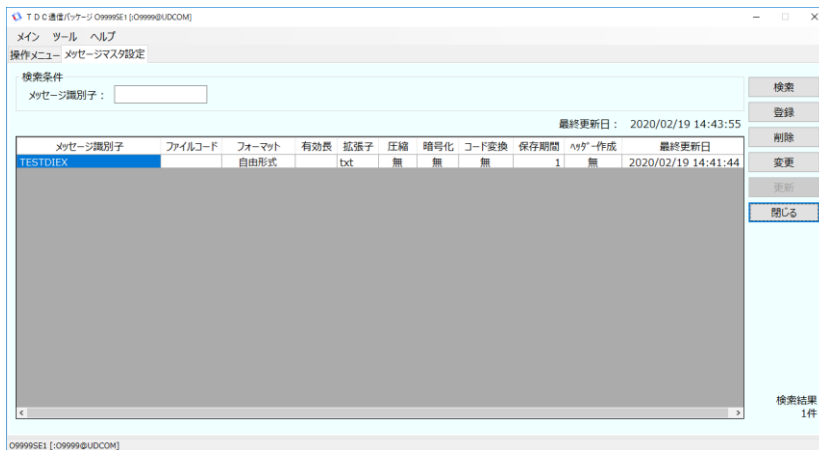 TDC通信パッケージ O9999SE1 [:O9999@UDCOM]
メイン ツール ヘルプ
操作メニュー メッセージマスタ設定
検索条件
メッセージ識別子：
検索
登録
最終更新日： 2020/02/19 14:43:55
削除
メッセージ識別子 ファイルコード フォーマット 有効長 拡張子 圧縮 暗号化 コード変換 保存期間 ヘッダー作成 最終更新日
TESTDIEX 自由形式 txt 無 無 無 1 無 2020/02/19 14:41:44
変更
更新
閉じる
検索結果
1件
O9999SE1 [:O9999@UDCOM]